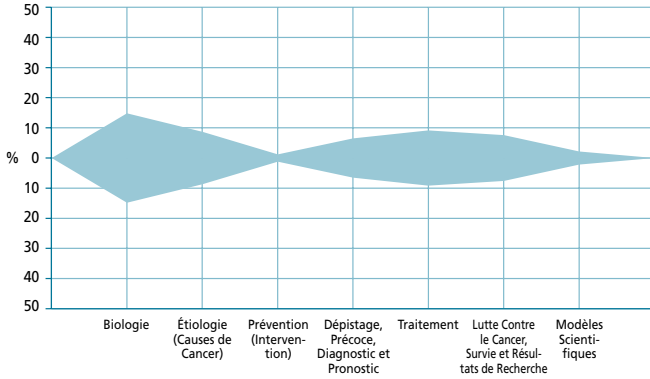 50
40
30
20
10
% 0
10
20
30
40
50
Biologie
Étiologie
(Causes de
Cancer)
Prévention
(Interven-
tion)
Dépistage,
Précoce,
Diagnostic et
Pronostic
Traitement
Lutte Contre
le Cancer,
Survie et Résul-
tats de Recherche
Modèles
Scienti-
fiques